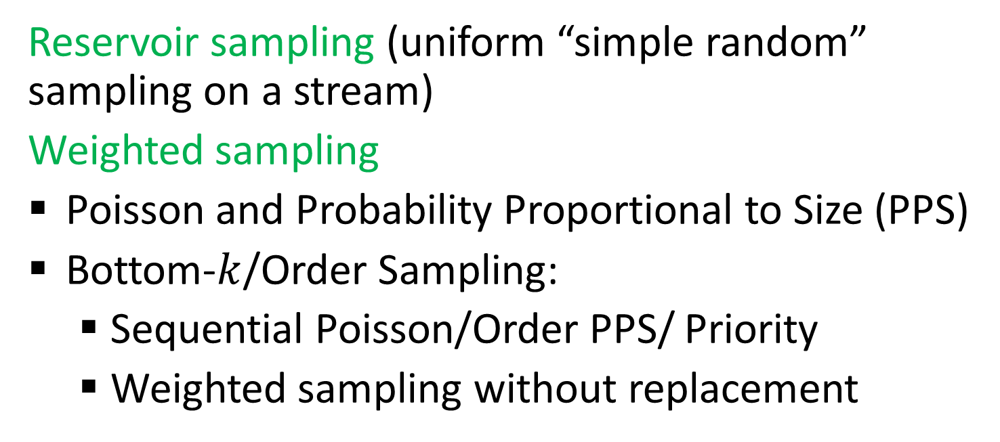 Reservoir sampling (uniform “simple random”
sampling on a stream)
Weighted sampling
▪ Poisson and Probability Proportional to Size (PPS)
▪ Bottom-𝑘/Order Sampling:
▪ Sequential Poisson/Order PPS/ Priority
▪ Weighted sampling without replacement